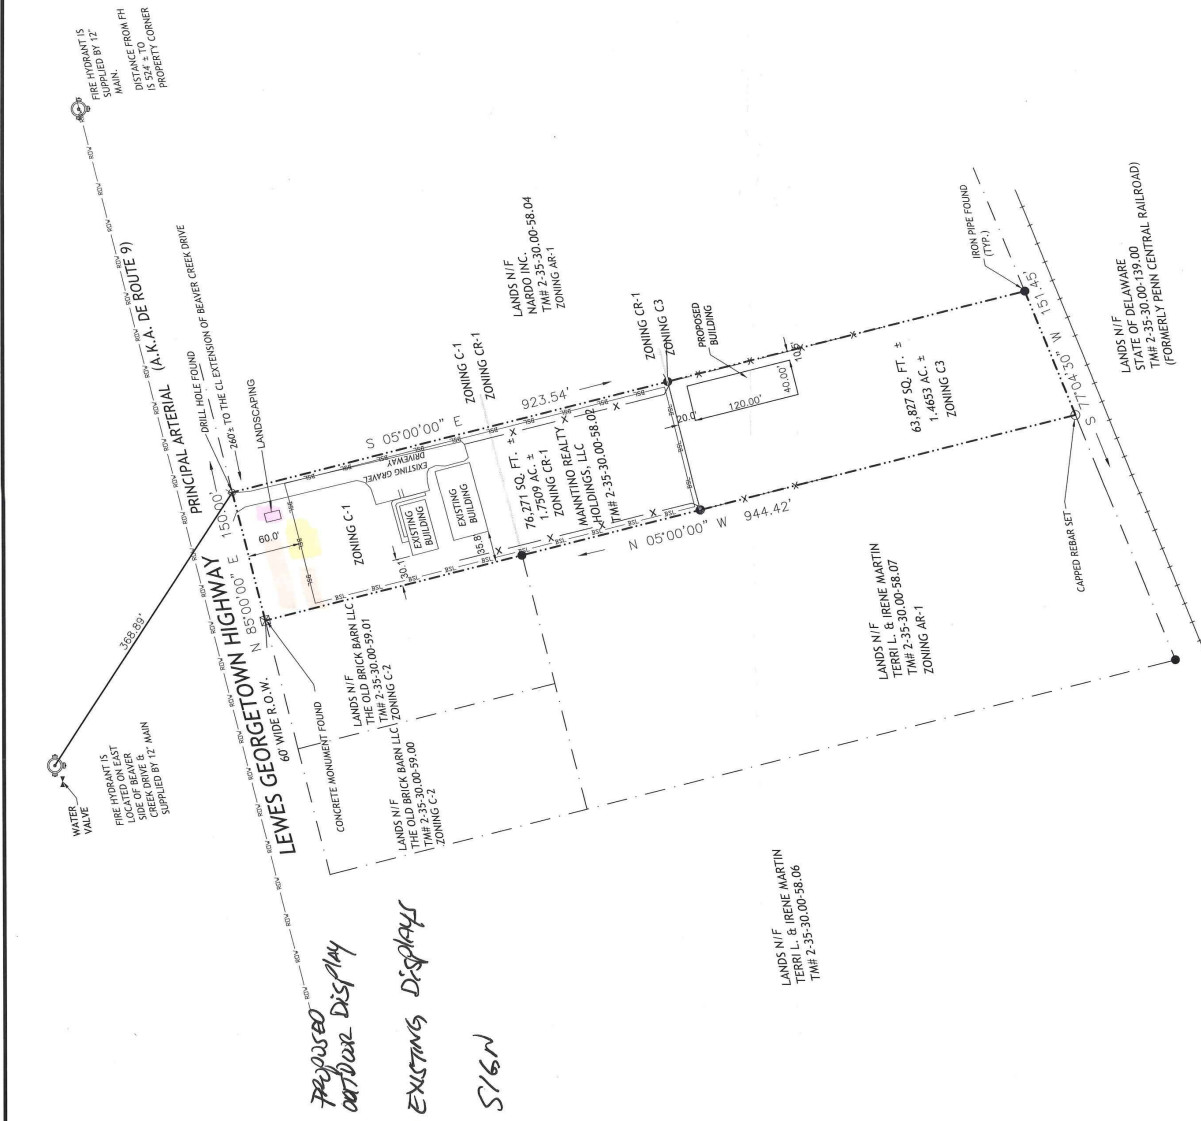 FIRE HYDRANT IS
SUPPLIED BY 12"
MAIN.
DISTANCE FROM FH
IS 524' ± TO
PROPERTY CORNER
DRILL HOLE FOUND
260'± TO THE CL EXTENSION OF BEAVER CREEK DRIVE
LANDSCAPING
PRINCIPAL ARTERIAL (A.K.A. DE ROUTE 9)
LEWES GEORGETOWN HIGHWAY
60' WIDE R.O.W.
N 85°00'00" E 150.00'
368.89'
WATER
VALVE
FIRE HYDRANT IS
LOCATED ON EAST
SIDE OF BEAVER
CREEK DRIVE &
SUPPLIED BY 12" MAIN
CONCRETE MONUMENT FOUND
60.0'
ZONING C-1
EXISTING GRAVEL
DRIVEWAY
EXISTING
BUILDING
EXISTING
BUILDING
30.1
35.8
S 05°00'00" E 923.54'
ZONING C-1
ZONING CR-1
LANDS N/F
NARDO INC.
TM# 2-35-30.00-58.04
ZONING AR-1
76,271 SQ. FT. ±
1.7509 AC. ±
ZONING CR-1
MANNTINO REALTY
HOLDINGS, LLC
TM# 2-35-30.00-58.02
ZONING CR-1
ZONING C3
PROPOSED
BUILDING
20.0'
120.00'
40.00'
63,827 SQ. FT. ±
1.4653 AC. ±
ZONING C3
N 05°00'00" W 944.42'
IRON PIPE FOUND
(TYP.)
S 77°04'30" W 151.45'
CAPPED REBAR SET
LANDS N/F
STATE OF DELAWARE
TM# 2-35-30.00-139.00
(FORMERLY PENN CENTRAL RAILROAD)
LANDS N/F
THE OLD BRICK BARN LLC
TM# 2-35-30.00-59.01
ZONING C-2
LANDS N/F
THE OLD BRICK BARN LLC
TM# 2-35-30.00-59.00
ZONING C-2
LANDS N/F
TERRI L. & IRENE MARTIN
TM# 2-35-30.00-58.07
ZONING AR-1
LANDS N/F
TERRI L. & IRENE MARTIN
TM# 2-35-30.00-58.06
PROPOSED
OUTDOOR DISPLAY
EXISTING DISPLAYS
SIGN